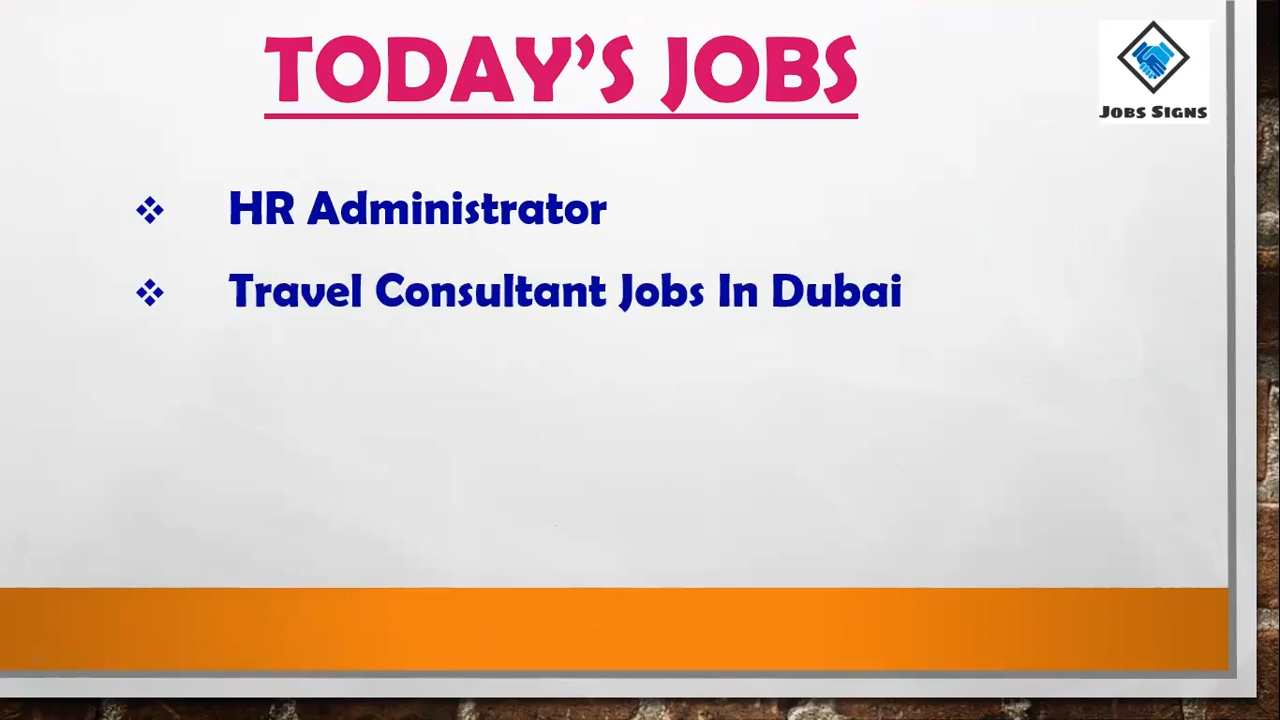 TODAY'S JOBS
JOBS SIGNS
❖ HR Administrator
❖ Travel Consultant Jobs In Dubai